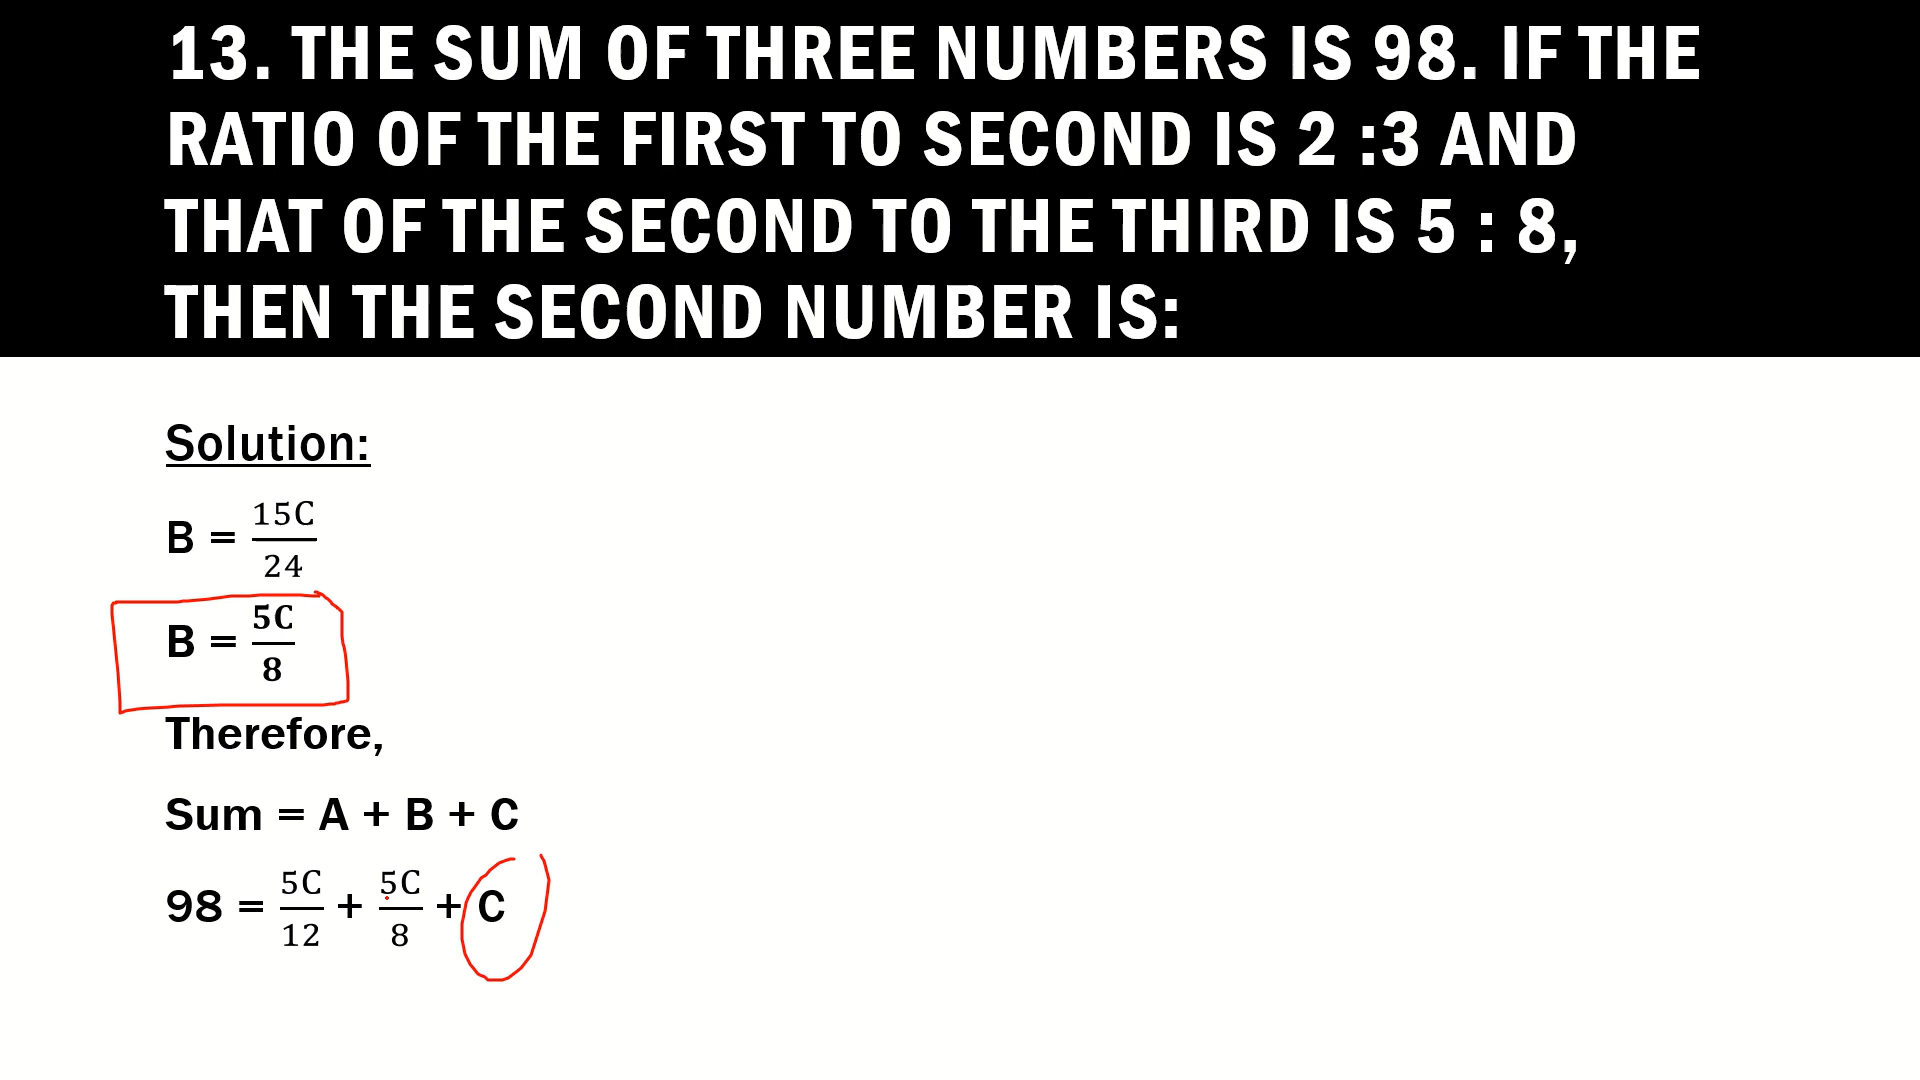 13. THE SUM OF THREE NUMBERS IS 98. IF THE
RATIO OF THE FIRST TO SECOND IS 2 :3 AND
THAT OF THE SECOND TO THE THIRD IS 5 : 8,
THEN THE SECOND NUMBER IS:
Solution:
B = 15C/24
B = 5C/8
Therefore,
Sum = A + B + C
98 = 5C/12 + 5C/8 + C